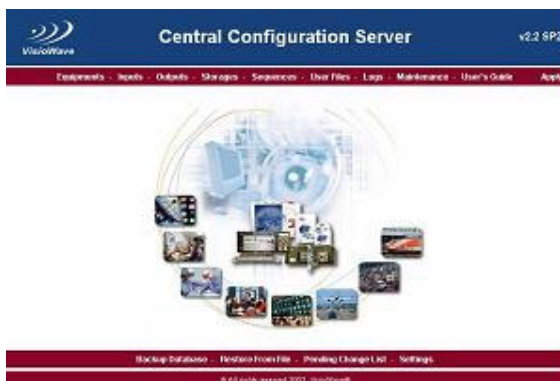 VisioWave
Central Configuration Server
v2.2 SP2
Equipments - Inputs - Outputs - Storages - Sequences - User Files - Logs - Maintenance - User's Guide
Backup Database - Restore From File - Pending Change List - Settings